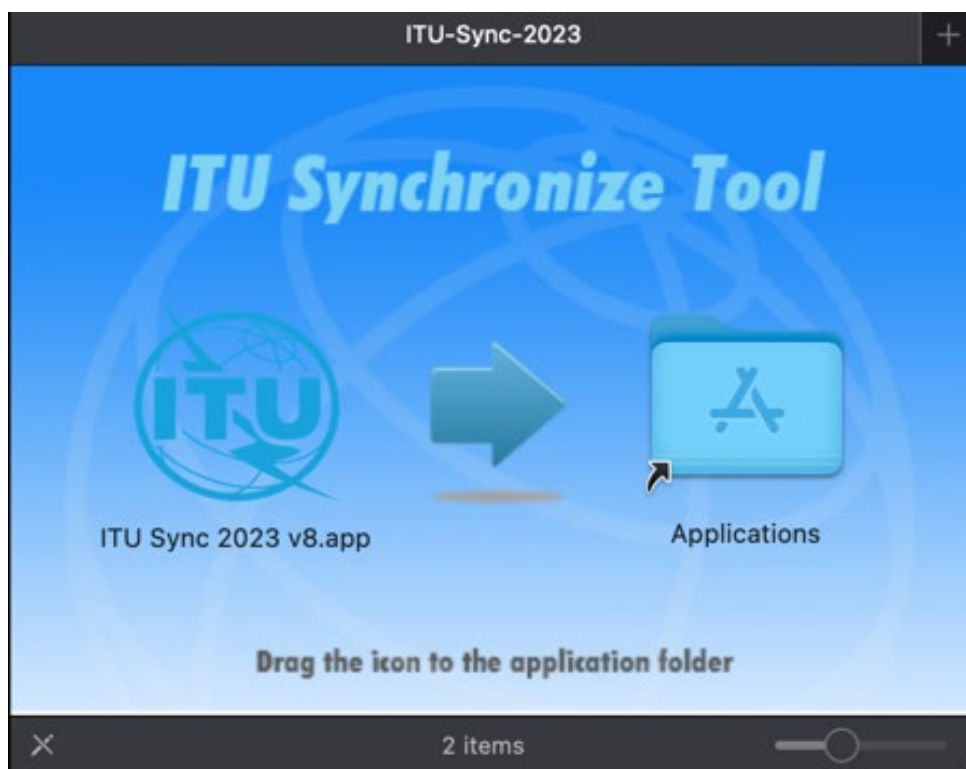 ITU-Sync-2023
ITU Synchronize Tool
ITU
ITU Sync 2023 v8.app
Applications
Drag the icon to the application folder
2 items